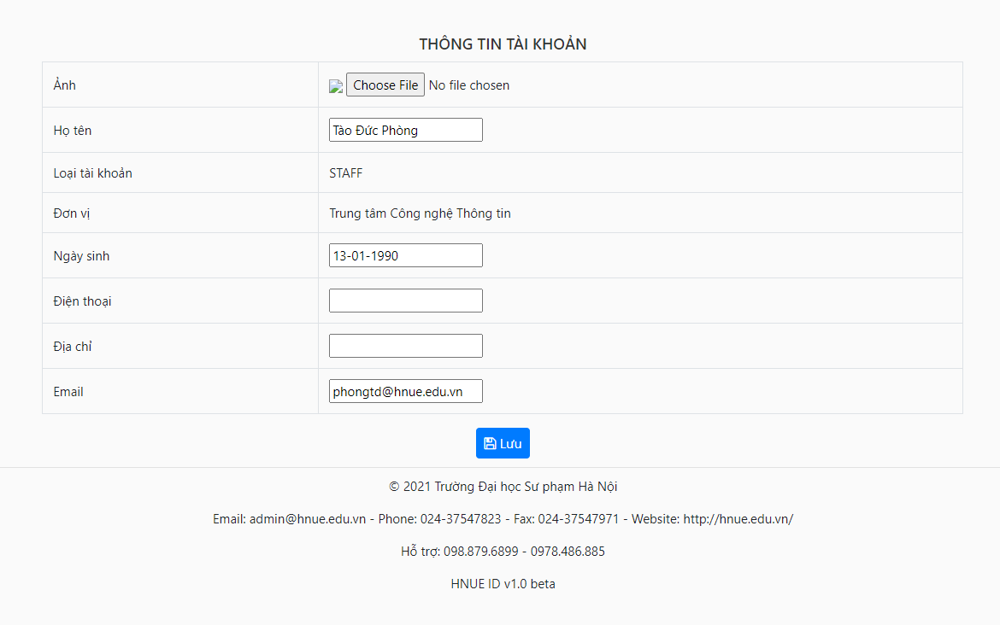 THÔNG TIN TÀI KHOẢN
Ảnh Choose File No file chosen
Họ tên Tào Đức Phòng
Loại tài khoản STAFF
Đơn vị Trung tâm Công nghệ Thông tin
Ngày sinh 13-01-1990
Điện thoại
Địa chỉ
Email phongtd@hnue.edu.vn
Lưu
© 2021 Trường Đại học Sư phạm Hà Nội
Email: admin@hnue.edu.vn - Phone: 024-37547823 - Fax: 024-37547971 - Website: http://hnue.edu.vn/
Hỗ trợ: 098.879.6899 - 0978.486.885
HNUE ID v1.0 beta